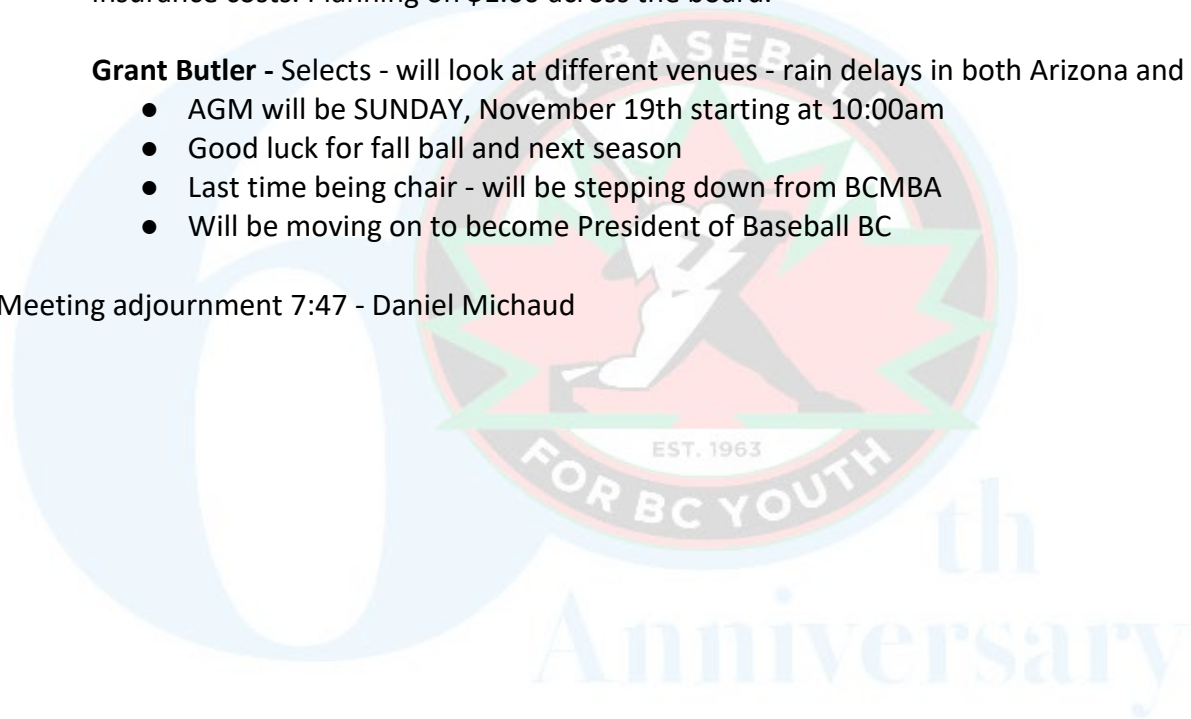 Grant Butler - Selects - will look at different venues - rain delays in both Arizona and
● AGM will be SUNDAY, November 19th starting at 10:00am
● Good luck for fall ball and next season
● Last time being chair - will be stepping down from BCMBA
● Will be moving on to become President of Baseball BC
Meeting adjournment 7:47 - Daniel Michaud
BC BASEBALL
EST. 1963
FOR BC YOUTH
6
th
Anniversary